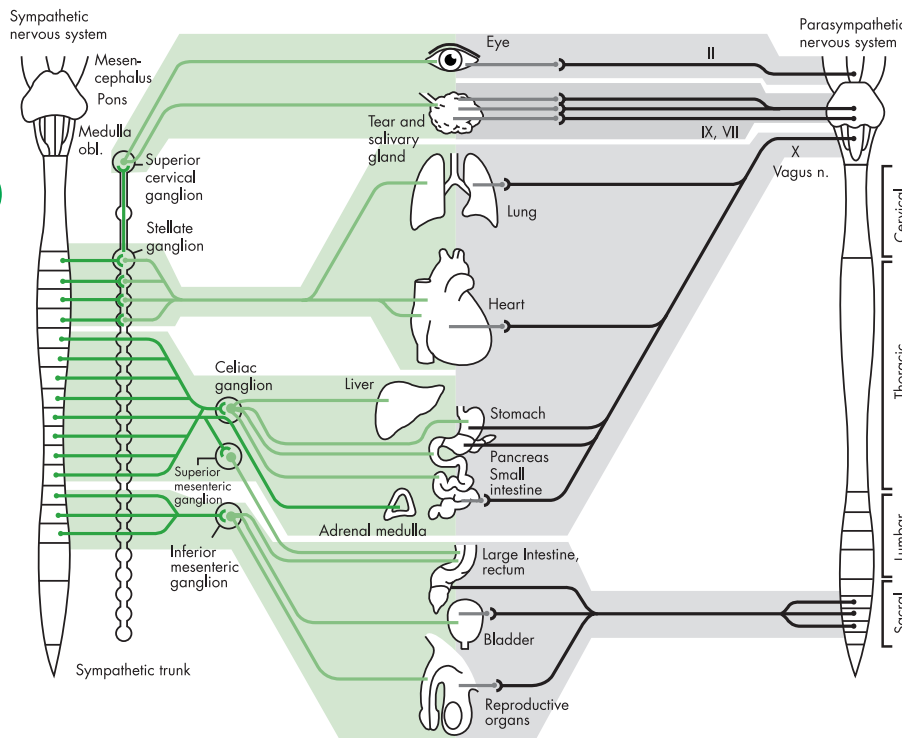 Sympathetic
nervous system
Mesen-
cephalus
Pons
Medulla
obl.
Superior
cervical
ganglion
Stellate
ganglion
Celiac
ganglion
Superior
mesenteric
ganglion
Inferior
mesenteric
ganglion
Sympathetic trunk
Eye
Tear and
salivary
gland
Lung
Heart
Liver
Stomach
Pancreas
Small
intestine
Adrenal medulla
Large Intestine,
rectum
Bladder
Reproductive
organs
Parasympathetic
nervous system
II
IX, VII
X
Vagus n.
Cervical
Thoracic
Lumbar
Sacral